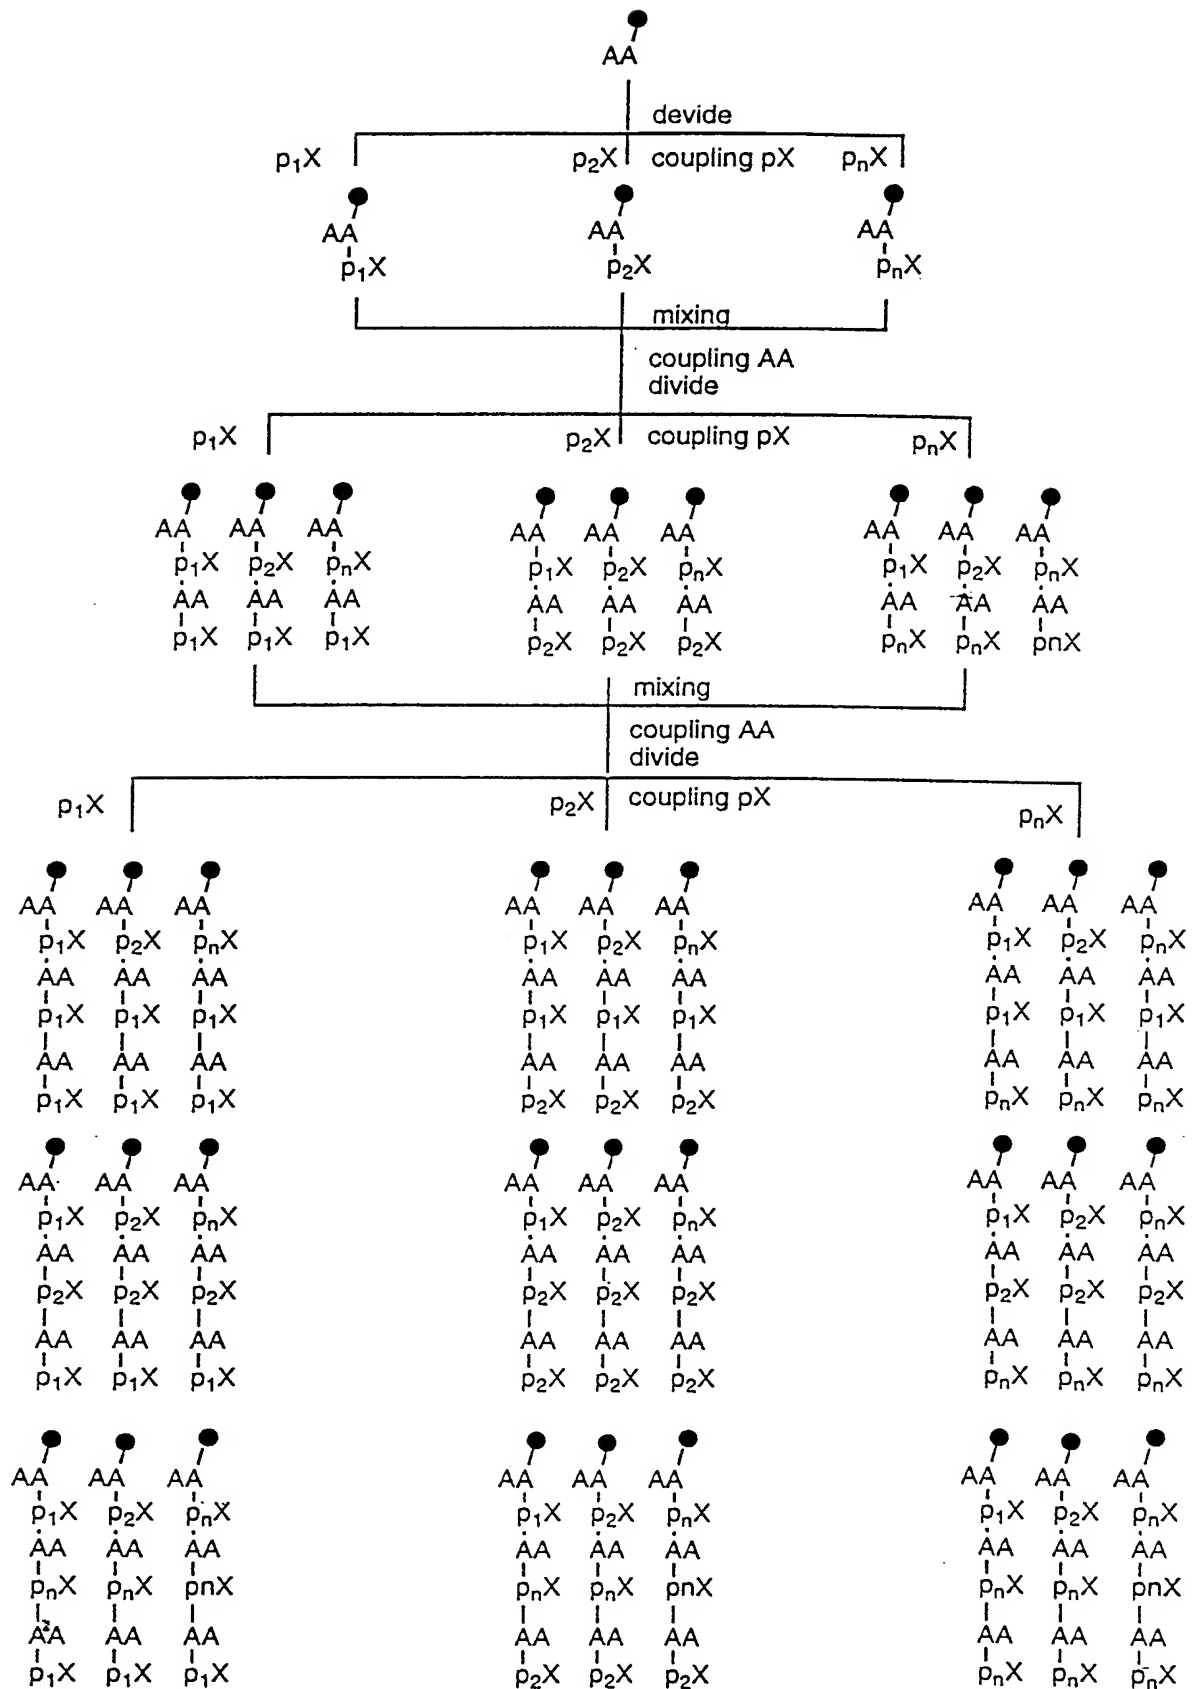 AA
devide
p₁X p₂X coupling pX pₙX
AA AA AA
p₁X p₂X pₙX
mixing
coupling AA
divide
p₁X p₂X coupling pX pₙX
AA AA AA AA AA AA AA AA AA
p₁X p₂X pₙX p₁X p₂X pₙX p₁X p₂X pₙX
AA AA AA AA AA AA AA AA AA
p₁X p₁X p₁X p₂X p₂X p₂X pₙX pₙX pnX
mixing
coupling AA
divide
p₁X p₂X coupling pX pₙX
AA AA AA AA AA AA AA AA AA
p₁X p₂X pₙX p₁X p₂X pₙX p₁X p₂X pₙX
AA AA AA AA AA AA AA AA AA
p₁X p₁X p₁X p₁X p₁X p₁X p₁X p₁X p₁X
AA AA AA AA AA AA AA AA AA
p₁X p₁X p₁X p₂X p₂X p₂X pₙX pₙX pₙX
AA AA AA AA AA AA AA AA AA
p₁X p₂X pₙX p₁X p₂X pₙX p₁X p₂X pₙX
AA AA AA AA AA AA AA AA AA
p₂X p₂X p₂X p₂X p₂X p₂X p₂X p₂X p₂X
AA AA AA AA AA AA AA AA AA
p₁X p₁X p₁X p₂X p₂X p₂X pₙX pₙX pₙX
AA AA AA AA AA AA AA AA AA
p₁X p₂X pₙX p₁X p₂X pₙX p₁X p₂X pₙX
AA AA AA AA AA AA AA AA AA
pₙX pₙX pnX pₙX pₙX pnX pₙX pₙX pnX
AA AA AA AA AA AA AA AA AA
p₁X p₁X p₁X p₂X p₂X p₂X pₙX pₙX pₙX